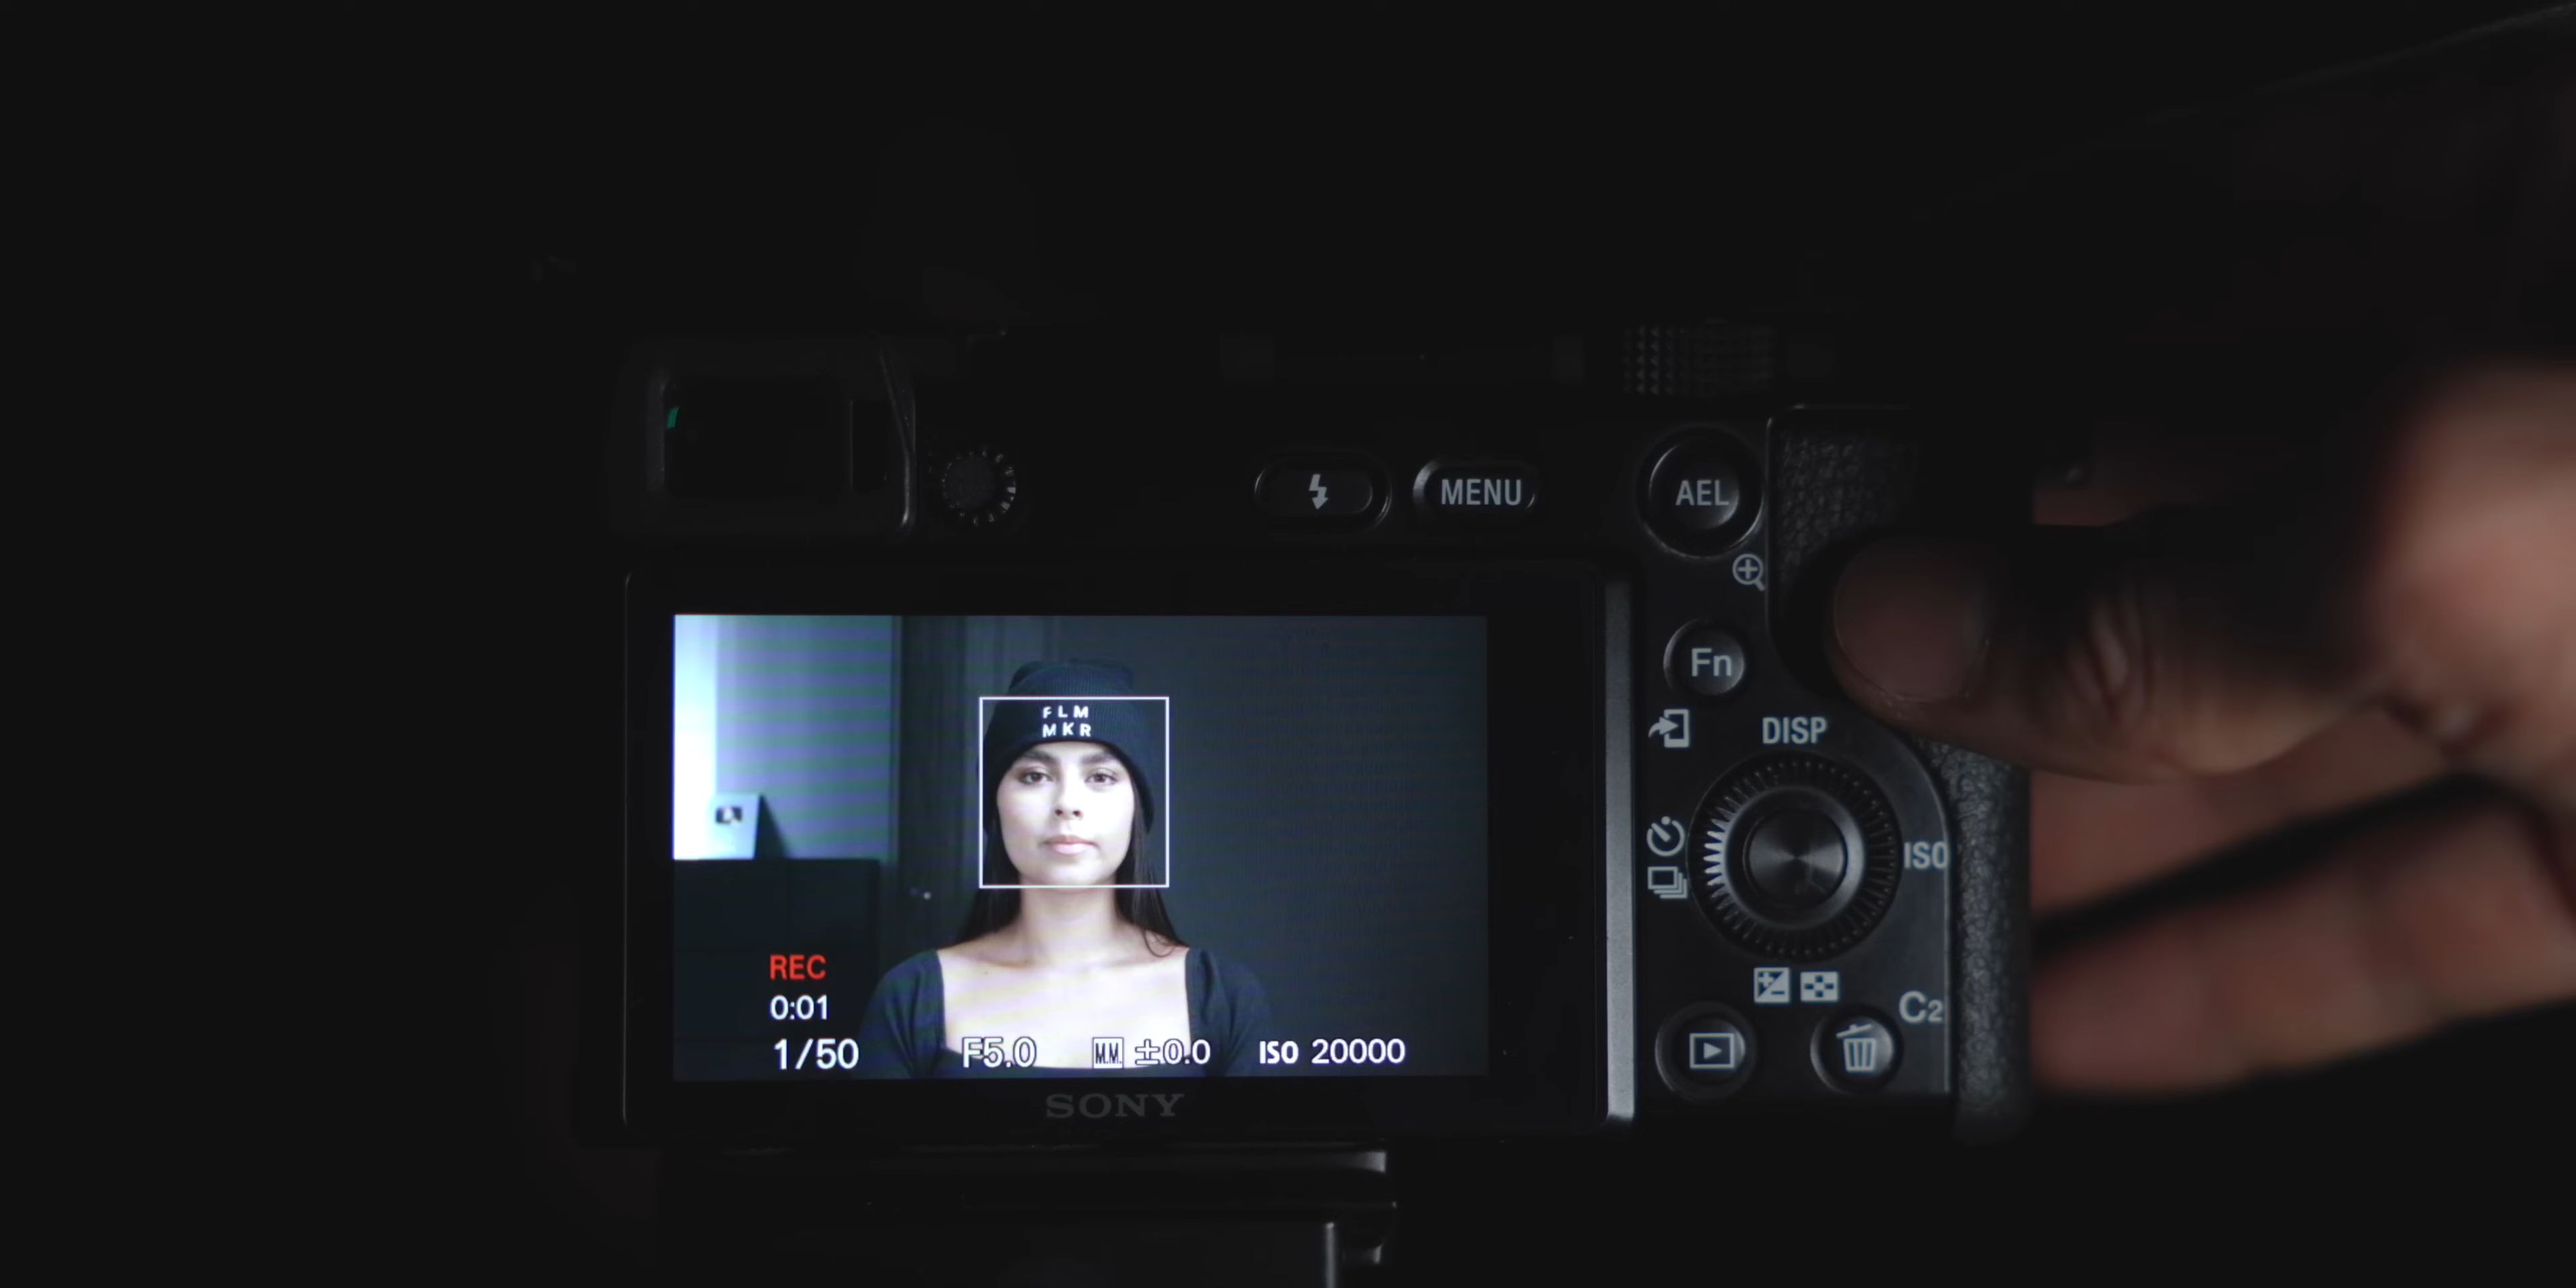 MENU
AEL
Fn
DISP
ISO
C2
FLM
MKR
REC
0:01
1/50
F5.0
M.M. ±0.0
ISO 20000
SONY